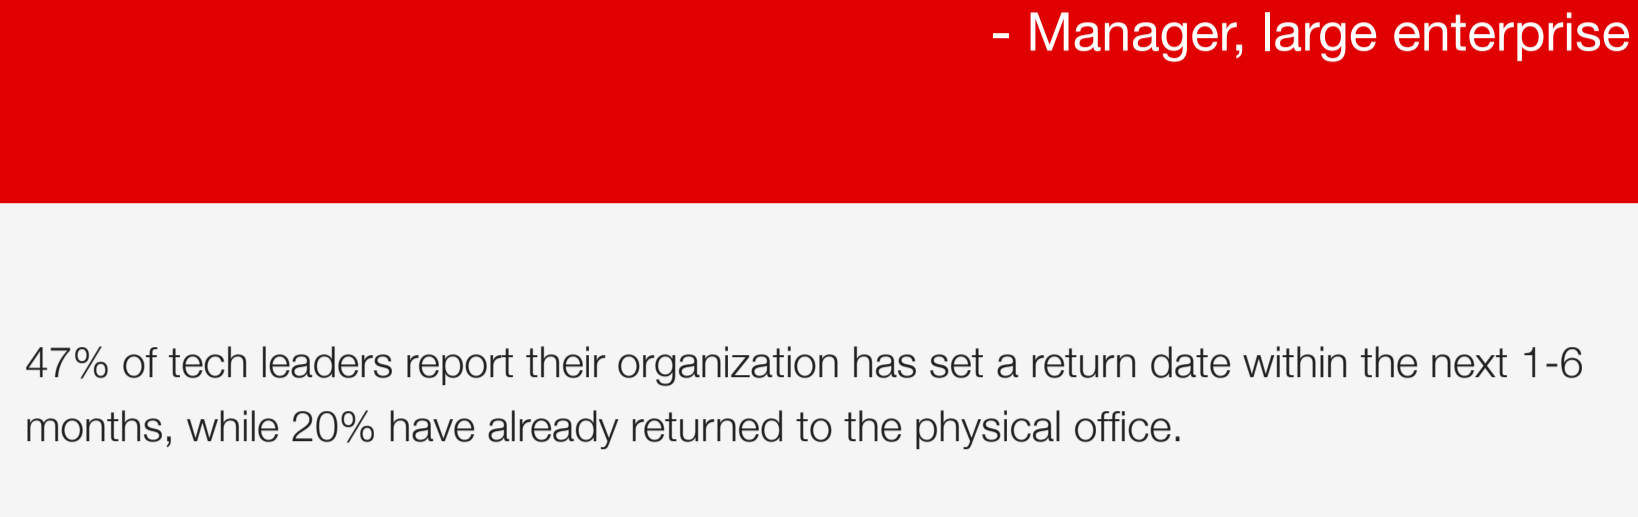 - Manager, large enterprise
47% of tech leaders report their organization has set a return date within the next 1-6
months, while 20% have already returned to the physical office.